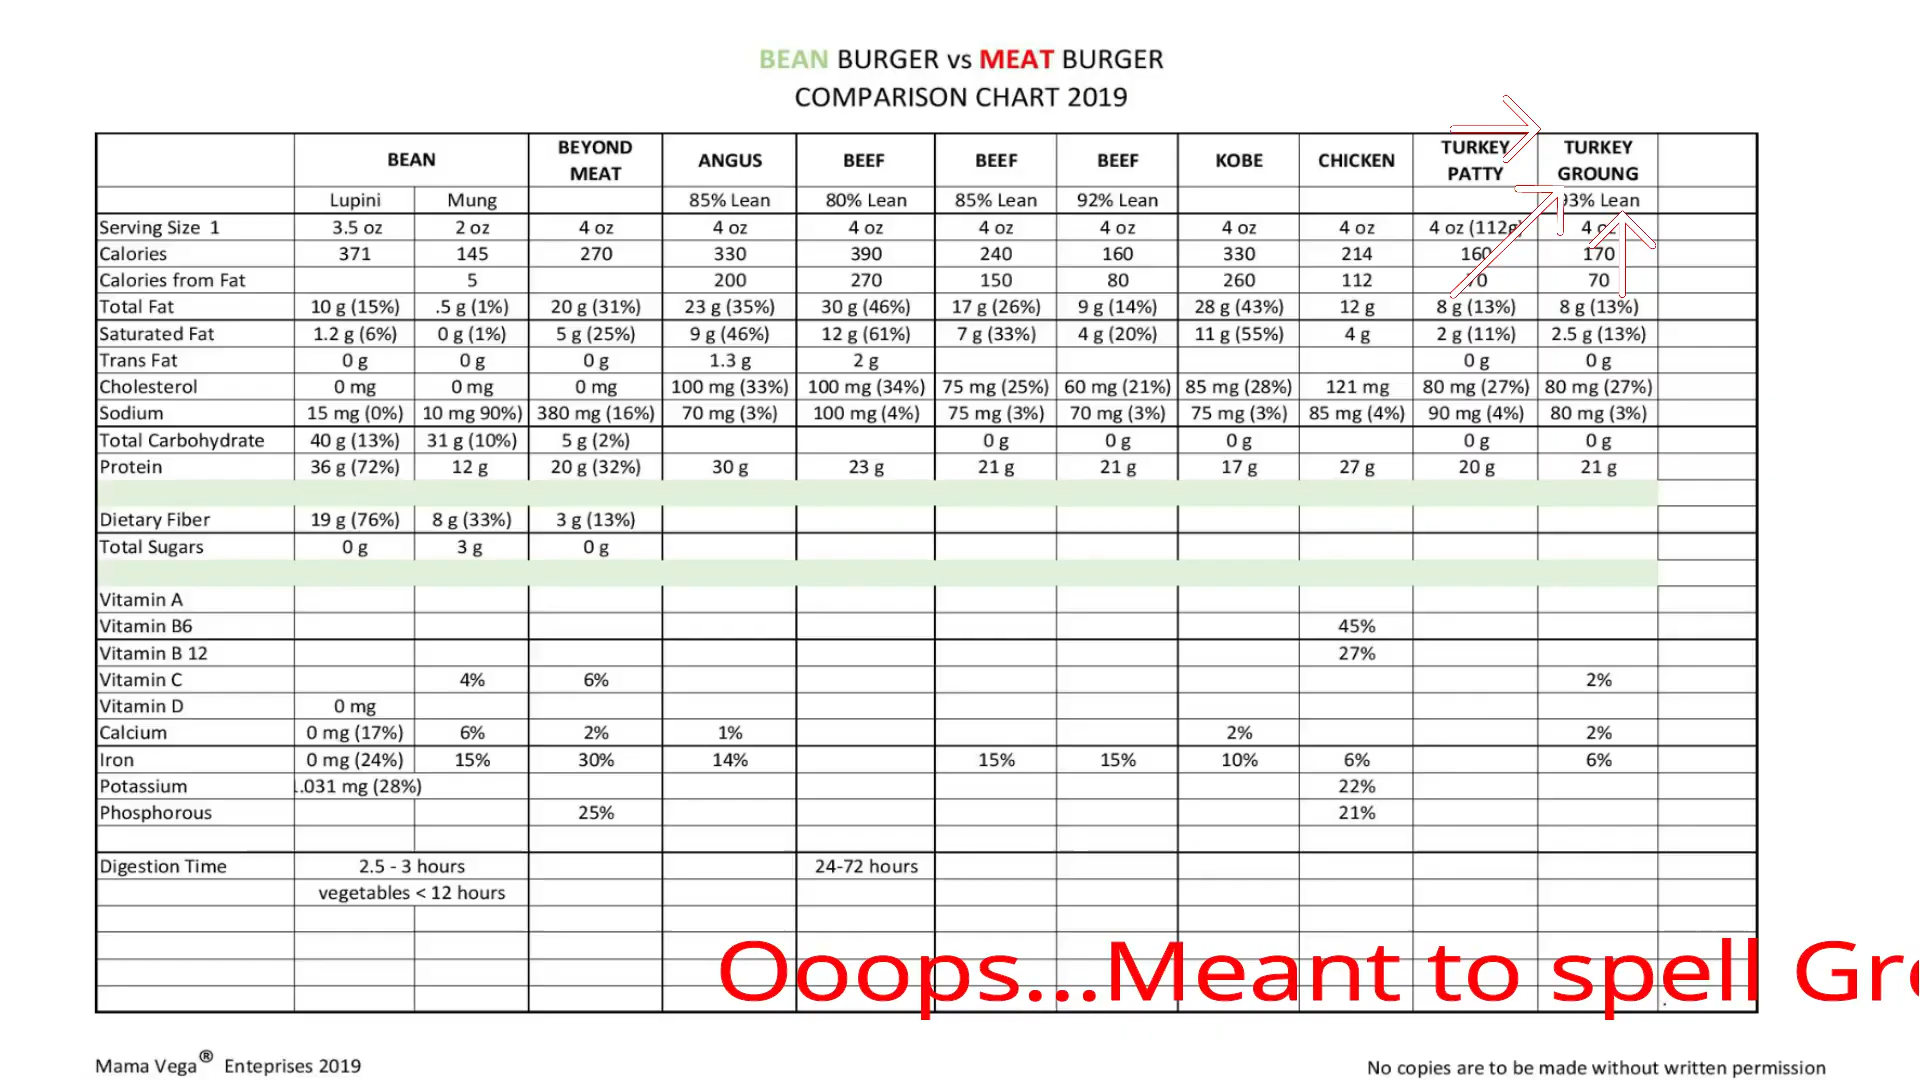 BEAN BURGER vs MEAT BURGER
COMPARISON CHART 2019
BEAN BEYOND MEAT ANGUS BEEF BEEF BEEF KOBE CHICKEN TURKEY PATTY TURKEY GROUNG
Lupini Mung 85% Lean 80% Lean 85% Lean 92% Lean 93% Lean
Serving Size 1 3.5 oz 2 oz 4 oz 4 oz 4 oz 4 oz 4 oz 4 oz 4 oz 4 oz (112g) 4 oz
Calories 371 145 270 330 390 240 160 330 214 160 170
Calories from Fat 5 200 270 150 80 260 112 70 70
Total Fat 10 g (15%) .5 g (1%) 20 g (31%) 23 g (35%) 30 g (46%) 17 g (26%) 9 g (14%) 28 g (43%) 12 g 8 g (13%) 8 g (13%)
Saturated Fat 1.2 g (6%) 0 g (1%) 5 g (25%) 9 g (46%) 12 g (61%) 7 g (33%) 4 g (20%) 11 g (55%) 4 g 2 g (11%) 2.5 g (13%)
Trans Fat 0 g 0 g 0 g 1.3 g 2 g 0 g 0 g
Cholesterol 0 mg 0 mg 0 mg 100 mg (33%) 100 mg (34%) 75 mg (25%) 60 mg (21%) 85 mg (28%) 121 mg 80 mg (27%) 80 mg (27%)
Sodium 15 mg (0%) 10 mg 90%) 380 mg (16%) 70 mg (3%) 100 mg (4%) 75 mg (3%) 70 mg (3%) 75 mg (3%) 85 mg (4%) 90 mg (4%) 80 mg (3%)
Total Carbohydrate 40 g (13%) 31 g (10%) 5 g (2%) 0 g 0 g 0 g 0 g 0 g
Protein 36 g (72%) 12 g 20 g (32%) 30 g 23 g 21 g 21 g 17 g 27 g 20 g 21 g
Dietary Fiber 19 g (76%) 8 g (33%) 3 g (13%)
Total Sugars 0 g 3 g 0 g
Vitamin A
Vitamin B6 45%
Vitamin B 12 27%
Vitamin C 4% 6% 2%
Vitamin D 0 mg
Calcium 0 mg (17%) 6% 2% 1% 2% 2%
Iron 0 mg (24%) 15% 30% 14% 15% 15% 10% 6% 6%
Potassium .031 mg (28%) 22%
Phosphorous 25% 21%
Digestion Time 2.5 - 3 hours 24-72 hours
vegetables < 12 hours
Ooops...Meant to spell
Mama Vega® Enteprises 2019
No copies are to be made without written permission